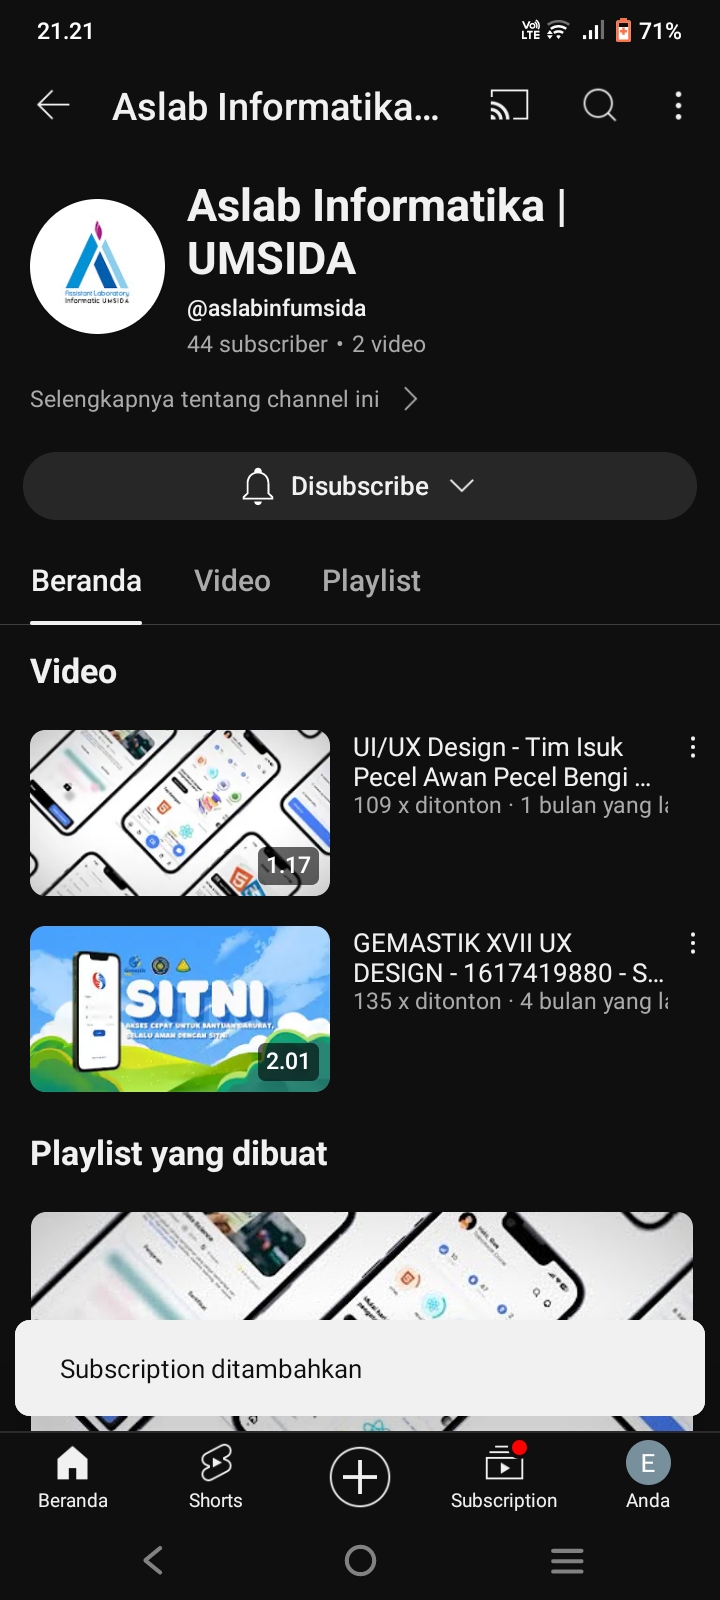 21.21
Vo)
LTE
71%
Aslab Informatika...
Aslab Informatika |
UMSIDA
Assistant Laboratory
Informatic UMSIDA
@aslabinfumsida
44 subscriber • 2 video
Selengkapnya tentang channel ini
Disubscribe
Beranda Video Playlist
Video
UI/UX Design - Tim Isuk
Pecel Awan Pecel Bengi ...
109 x ditonton · 1 bulan yang la
1.17
GEMASTIK XVII UX
DESIGN - 1617419880 - S...
135 x ditonton · 4 bulan yang la
SITNI
AKSES CEPAT UNTUK BANTUAN DARURAT,
SELALU AMAN DENGAN SITNI
2.01
Playlist yang dibuat
Subscription ditambahkan
E
Beranda Shorts Subscription Anda